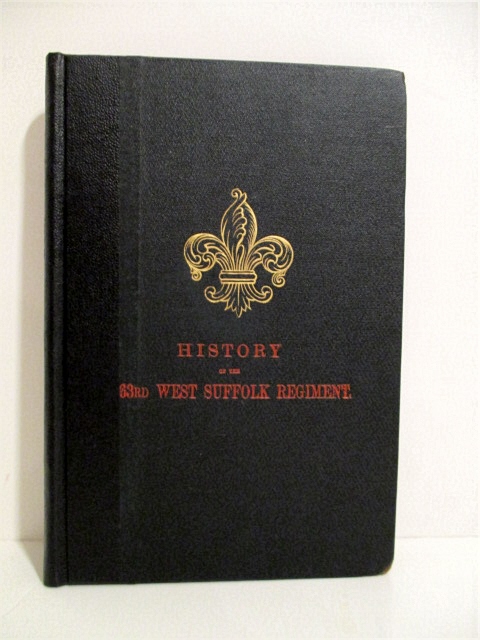 HISTORY
OF THE
63RD WEST SUFFOLK REGIMENT.